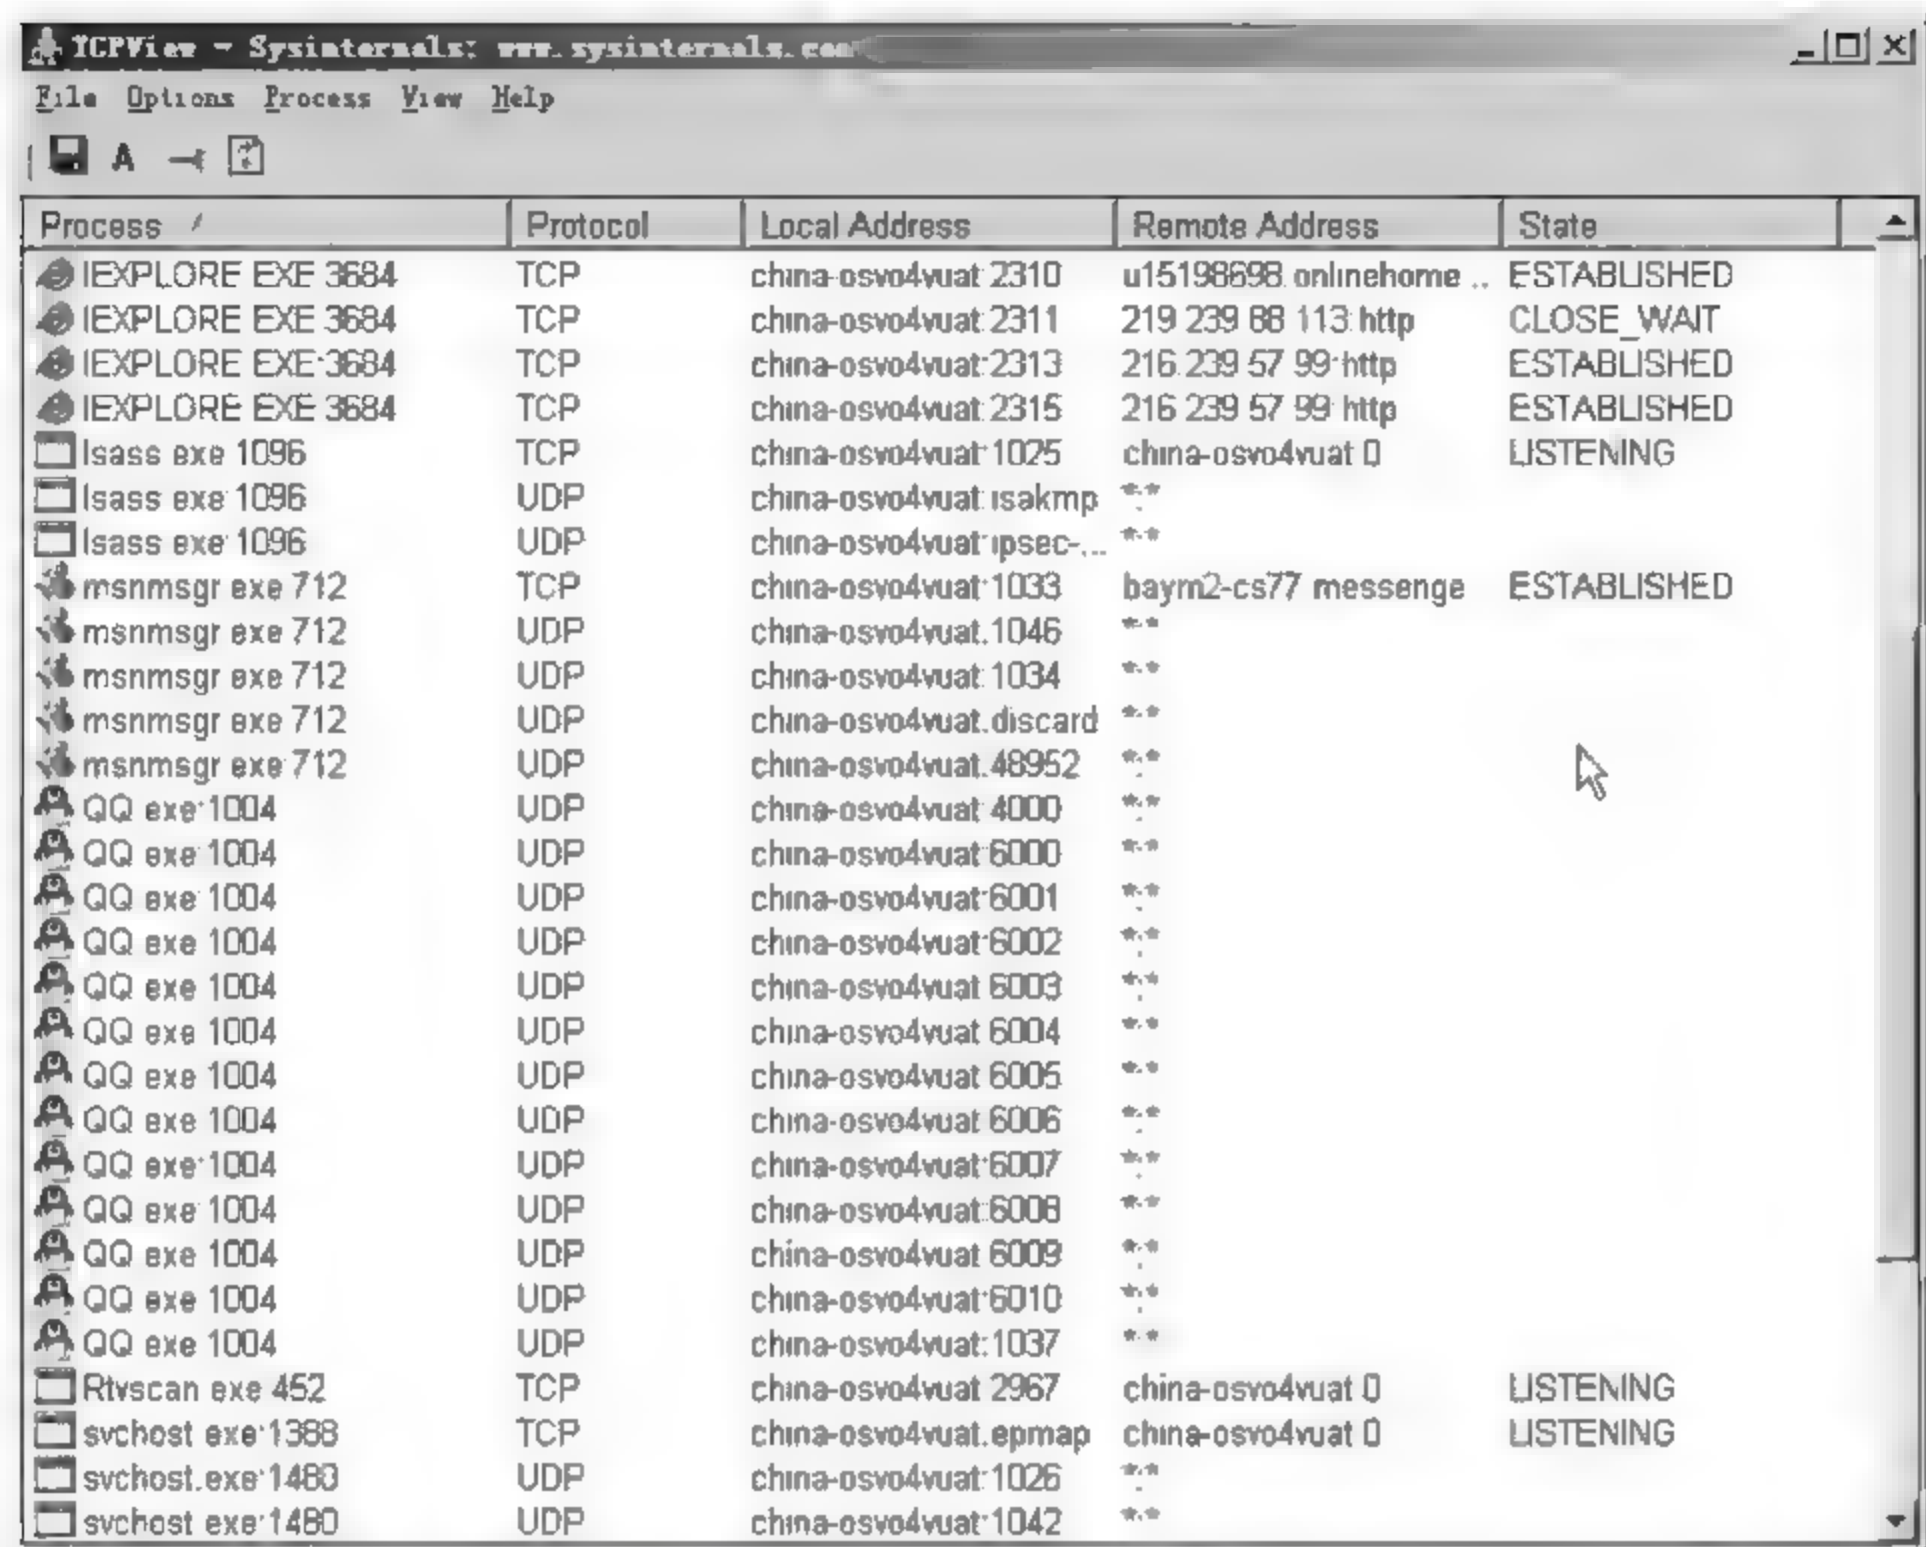 TCPView - Sysinternals: www.sysinternals.com
File Options Process View Help
A
Process / Protocol Local Address Remote Address State
IEXPLORE EXE 3684 TCP china-osvo4vuat 2310 u15198698 onlinehome .. ESTABLISHED
IEXPLORE EXE 3684 TCP china-osvo4vuat 2311 219 239 88 113 http CLOSE_WAIT
IEXPLORE EXE:3684 TCP china-osvo4vuat 2313 216 239 57 99 http ESTABLISHED
IEXPLORE EXE 3684 TCP china-osvo4vuat 2315 216 239 57 99 http ESTABLISHED
lsass exe 1096 TCP china-osvo4vuat 1025 china-osvo4vuat 0 LISTENING
lsass exe 1096 UDP china-osvo4vuat isakmp *.*
lsass exe 1096 UDP china-osvo4vuat ipsec-... *.*
msnmsgr exe 712 TCP china-osvo4vuat 1033 baym2-cs77 messenge ESTABLISHED
msnmsgr exe 712 UDP china-osvo4vuat.1046 *.*
msnmsgr exe 712 UDP china-osvo4vuat 1034 *.*
msnmsgr exe 712 UDP china-osvo4vuat.discard *.*
msnmsgr exe 712 UDP china-osvo4vuat.48952 *.*
QQ exe 1004 UDP china-osvo4vuat 4000 *.*
QQ exe 1004 UDP china-osvo4vuat 6000 *.*
QQ exe 1004 UDP china-osvo4vuat 6001 *.*
QQ exe 1004 UDP china-osvo4vuat 6002 *.*
QQ exe 1004 UDP china-osvo4vuat 6003 *.*
QQ exe 1004 UDP china-osvo4vuat 6004 *.*
QQ exe 1004 UDP china-osvo4vuat 6005 *.*
QQ exe 1004 UDP china-osvo4vuat 6006 *.*
QQ exe 1004 UDP china-osvo4vuat 6007 *.*
QQ exe 1004 UDP china-osvo4vuat 6008 *.*
QQ exe 1004 UDP china-osvo4vuat 6009 *.*
QQ exe 1004 UDP china-osvo4vuat 6010 *.*
QQ exe 1004 UDP china-osvo4vuat:1037 *.*
Rtvscan exe 452 TCP china-osvo4vuat 2967 china-osvo4vuat 0 LISTENING
svchost exe 1388 TCP china-osvo4vuat.epmap china-osvo4vuat 0 LISTENING
svchost.exe 1480 UDP china-osvo4vuat 1026 *.*
svchost exe 1480 UDP china-osvo4vuat 1042 *.*